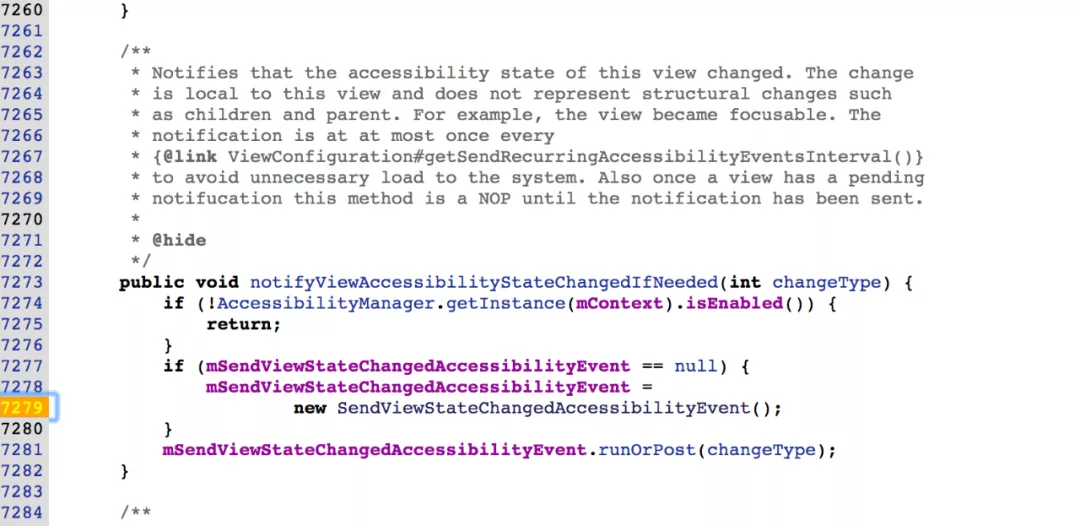 7260 }
7261
7262 /**
7263 * Notifies that the accessibility state of this view changed. The change
7264 * is local to this view and does not represent structural changes such
7265 * as children and parent. For example, the view became focusable. The
7266 * notification is at at most once every
7267 * {@link ViewConfiguration#getSendRecurringAccessibilityEventsInterval()}
7268 * to avoid unnecessary load to the system. Also once a view has a pending
7269 * notifucation this method is a NOP until the notification has been sent.
7270 *
7271 * @hide
7272 */
7273 public void notifyViewAccessibilityStateChangedIfNeeded(int changeType) {
7274 if (!AccessibilityManager.getInstance(mContext).isEnabled()) {
7275 return;
7276 }
7277 if (mSendViewStateChangedAccessibilityEvent == null) {
7278 mSendViewStateChangedAccessibilityEvent =
7279 new SendViewStateChangedAccessibilityEvent();
7280 }
7281 mSendViewStateChangedAccessibilityEvent.runOrPost(changeType);
7282 }
7283
7284 /**